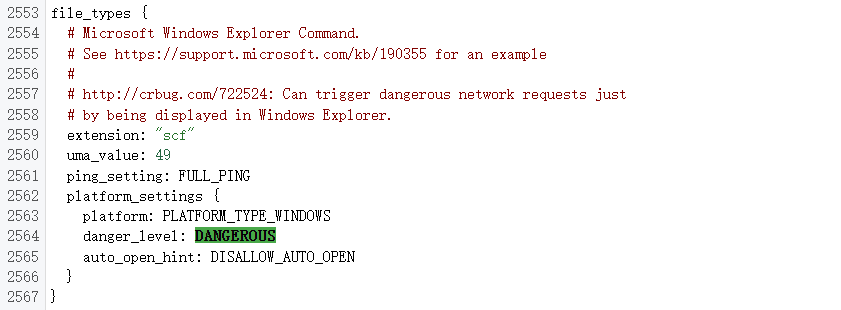 2553 file_types {
2554 # Microsoft Windows Explorer Command.
2555 # See https://support.microsoft.com/kb/190355 for an example
2556 #
2557 # http://crbug.com/722524: Can trigger dangerous network requests just
2558 # by being displayed in Windows Explorer.
2559 extension: "scf"
2560 uma_value: 49
2561 ping_setting: FULL_PING
2562 platform_settings {
2563 platform: PLATFORM_TYPE_WINDOWS
2564 danger_level: DANGEROUS
2565 auto_open_hint: DISALLOW_AUTO_OPEN
2566 }
2567 }